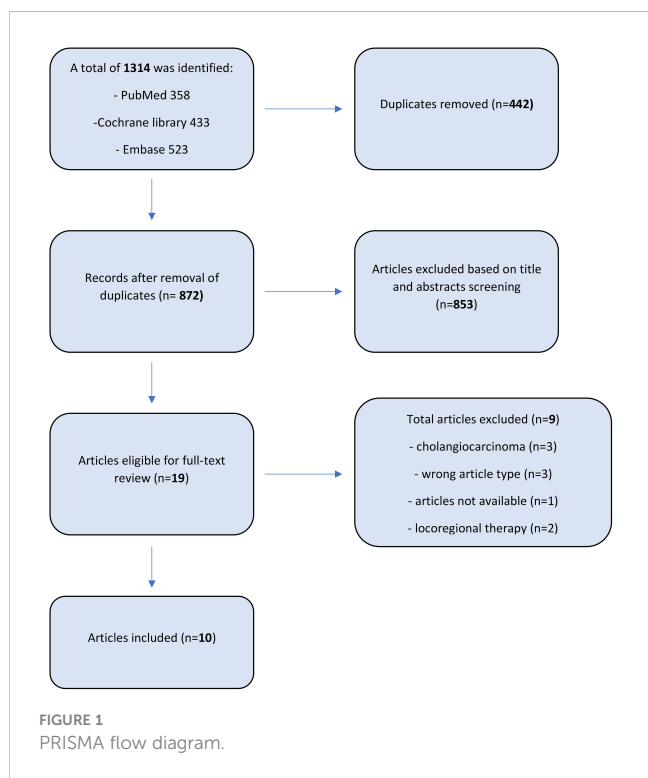 A total of 1314 was identified:
- PubMed 358
-Cochrane library 433
- Embase 523
Duplicates removed (n=442)
Records after removal of
duplicates (n= 872)
Articles excluded based on title
and abstracts screening
(n=853)
Articles eligible for full-text
review (n=19)
Total articles excluded (n=9)
- cholangiocarcinoma (n=3)
- wrong article type (n=3)
- articles not available (n=1)
- locoregional therapy (n=2)
Articles included (n=10)
FIGURE 1
PRISMA flow diagram.